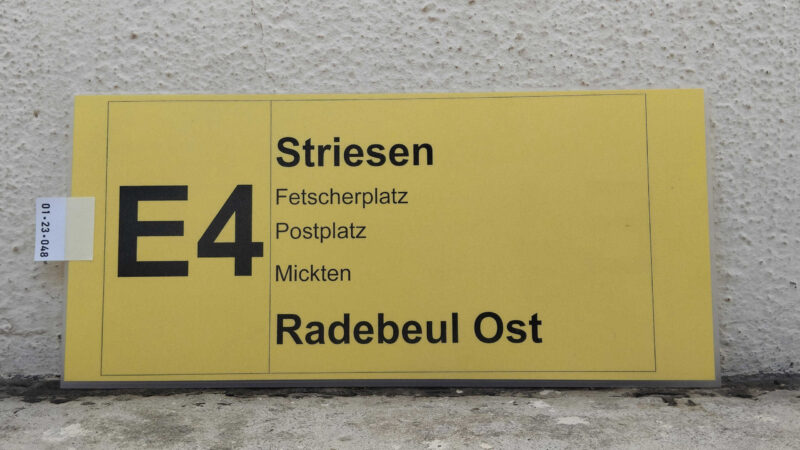 01-23-048
E4
Striesen
Fetscherplatz
Postplatz
Mickten
Radebeul Ost